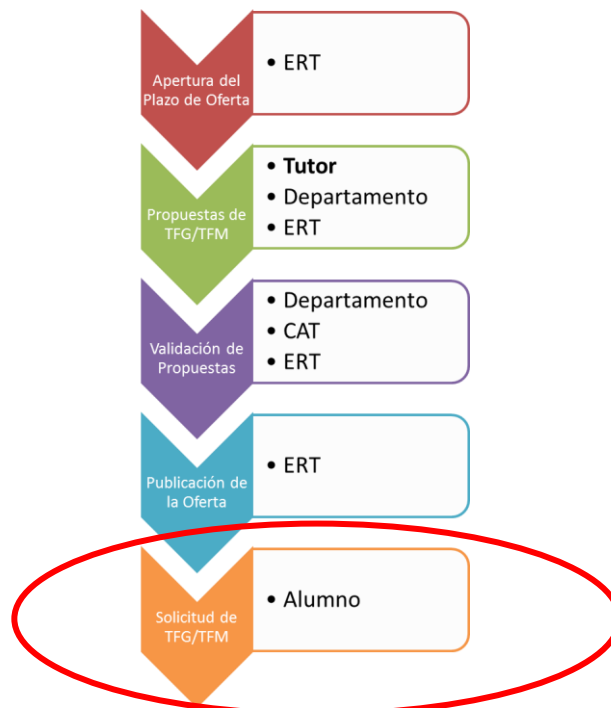 Apertura del
Plazo de Oferta
• ERT
Propuestas de
TFG/TFM
• Tutor
• Departamento
• ERT
Validación de
Propuestas
• Departamento
• CAT
• ERT
Publicación de
la Oferta
• ERT
Solicitud de
TFG/TFM
• Alumno